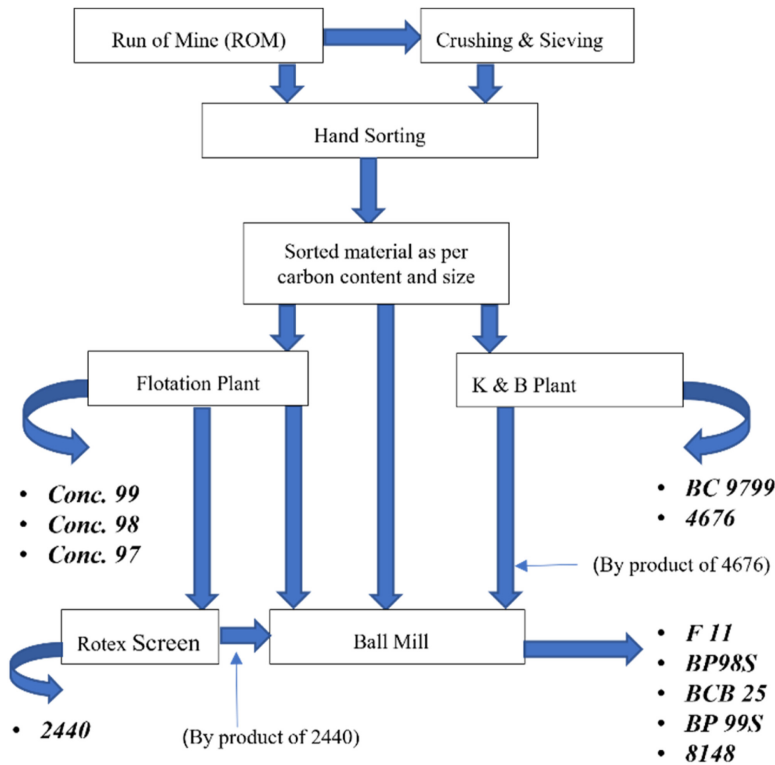 Run of Mine (ROM)
Crushing & Sieving
Hand Sorting
Sorted material as per
carbon content and size
Flotation Plant
K & B Plant
• Conc. 99
• Conc. 98
• Conc. 97
• BC 9799
• 4676
(By product of 4676)
Rotex Screen
Ball Mill
• F 11
• BP98S
• BCB 25
• BP 99S
• 8148
• 2440
(By product of 2440)